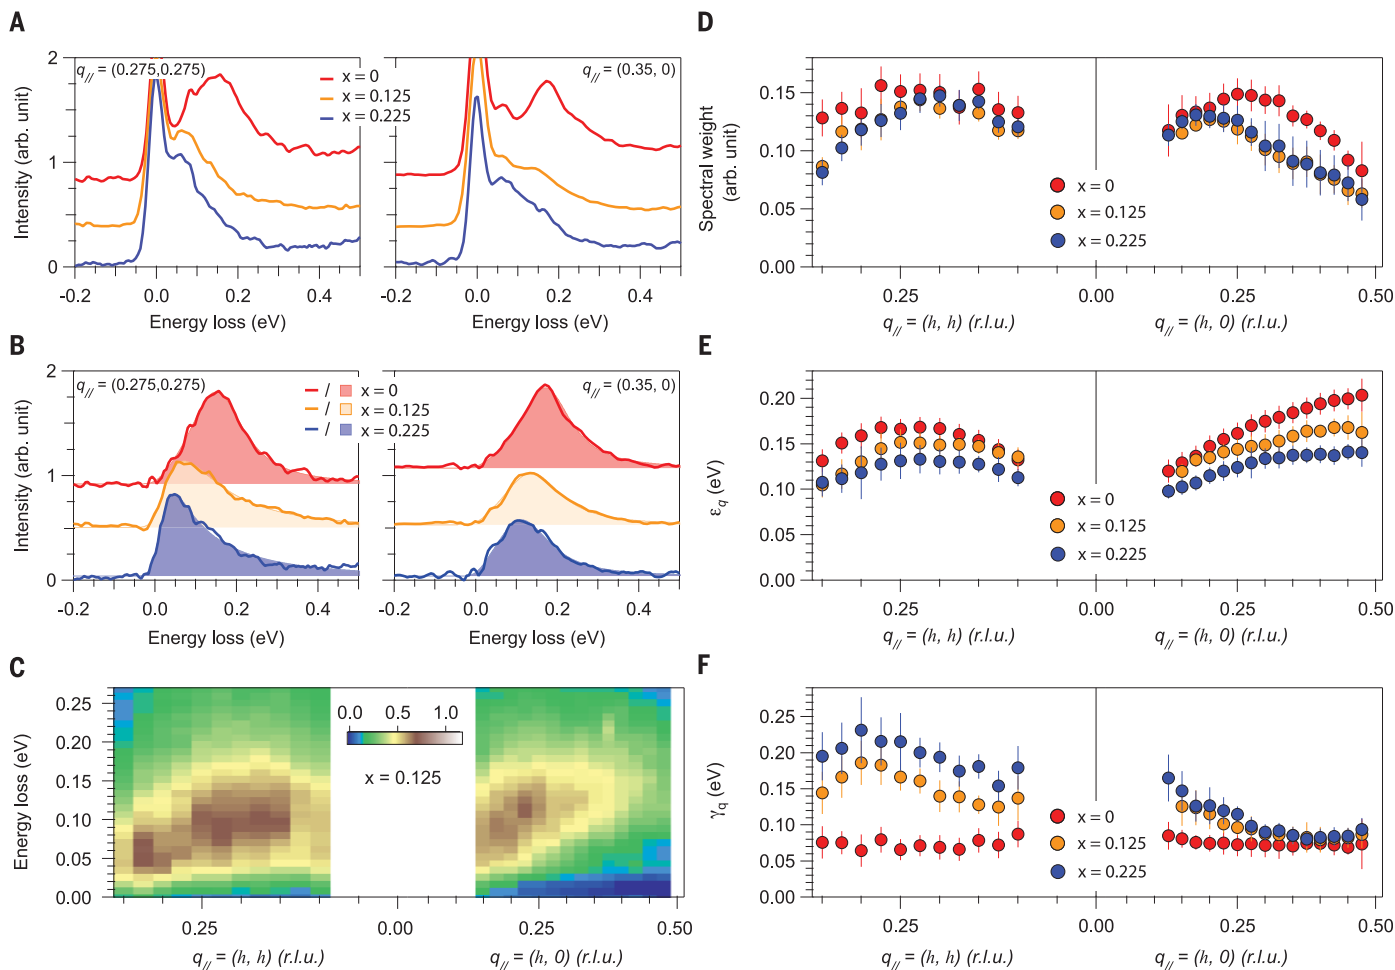 A
2
1
0
Intensity (arb. unit)
q// = (0.275,0.275)
x = 0
x = 0.125
x = 0.225
q// = (0.35, 0)
-0.2
0.0
0.2
0.4
-0.2
0.0
0.2
0.4
Energy loss (eV)
Energy loss (eV)
B
2
1
0
Intensity (arb. unit)
q// = (0.275,0.275)
/ x = 0
/ x = 0.125
/ x = 0.225
q// = (0.35, 0)
-0.2
0.0
0.2
0.4
-0.2
0.0
0.2
0.4
Energy loss (eV)
Energy loss (eV)
C
0.25
0.20
0.15
0.10
0.05
0.00
Energy loss (eV)
0.0 0.5 1.0
x = 0.125
0.25
0.00
0.25
0.50
q// = (h, h) (r.l.u.)
q// = (h, 0) (r.l.u.)
D
0.15
0.10
0.05
0.00
Spectral weight
(arb. unit)
x = 0
x = 0.125
x = 0.225
0.25
0.00
0.25
0.50
q// = (h, h) (r.l.u.)
q// = (h, 0) (r.l.u.)
E
0.20
0.15
0.10
0.05
0.00
εq (eV)
x = 0
x = 0.125
x = 0.225
0.25
0.00
0.25
0.50
q// = (h, h) (r.l.u.)
q// = (h, 0) (r.l.u.)
F
0.25
0.20
0.15
0.10
0.05
0.00
γq (eV)
x = 0
x = 0.125
x = 0.225
0.25
0.00
0.25
0.50
q// = (h, h) (r.l.u.)
q// = (h, 0) (r.l.u.)